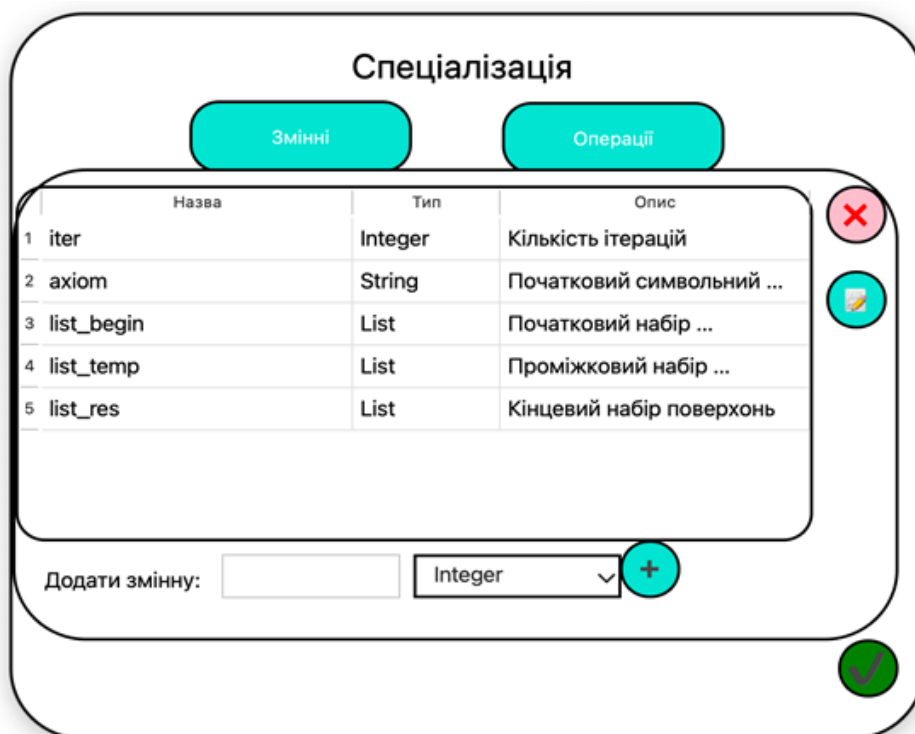 Спеціалізація
Змінні Операції
Назва Тип Опис
1 iter Integer Кількість ітерацій
2 axiom String Початковий символьний ...
3 list_begin List Початковий набір ...
4 list_temp List Проміжковий набір ...
5 list_res List Кінцевий набір поверхонь
Додати змінну: Integer +